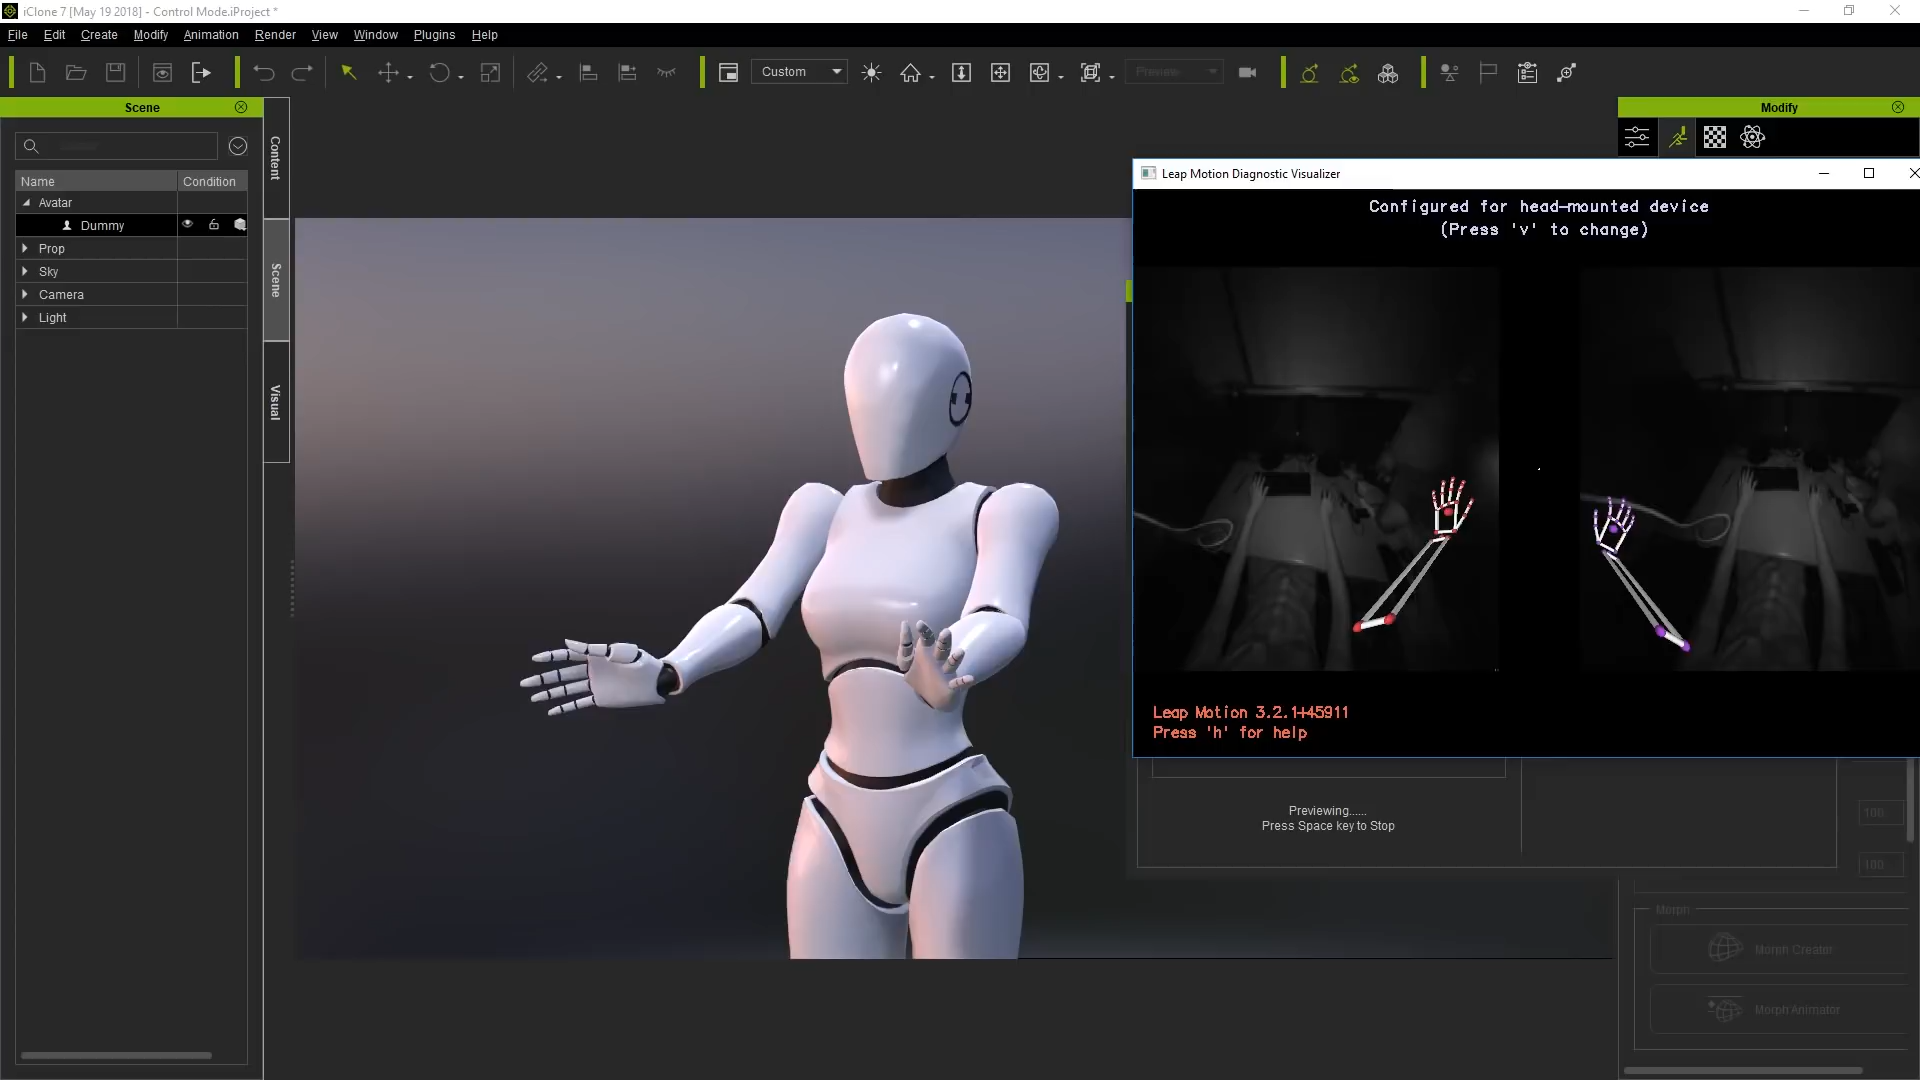 iClone 7 [May 19 2018] - Control Mode.iProject *
File Edit Create Modify Animation Render View Window Plugins Help
Custom
Preview
Scene
Name Condition
Avatar
Dummy
Prop
Sky
Camera
Light
Content
Scene
Visual
Modify
Leap Motion Diagnostic Visualizer
Configured for head-mounted device
(Press 'v' to change)
Leap Motion 3.2.1+45911
Press 'h' for help
Previewing......
Press Space key to Stop
100
100
Morph
Morph Creator
Morph Animator